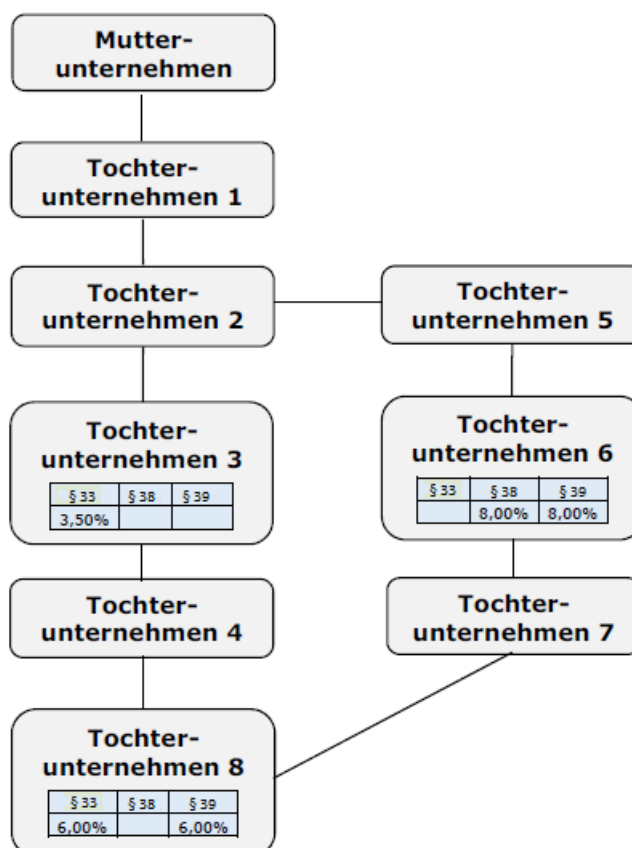 Mutter-
unternehmen
Tochter-
unternehmen 1
Tochter-
unternehmen 2
Tochter-
unternehmen 5
Tochter-
unternehmen 3
§ 33 § 38 § 39
3,50%
Tochter-
unternehmen 6
§ 33 § 38 § 39
8,00% 8,00%
Tochter-
unternehmen 4
Tochter-
unternehmen 7
Tochter-
unternehmen 8
§ 33 § 38 § 39
6,00% 6,00%